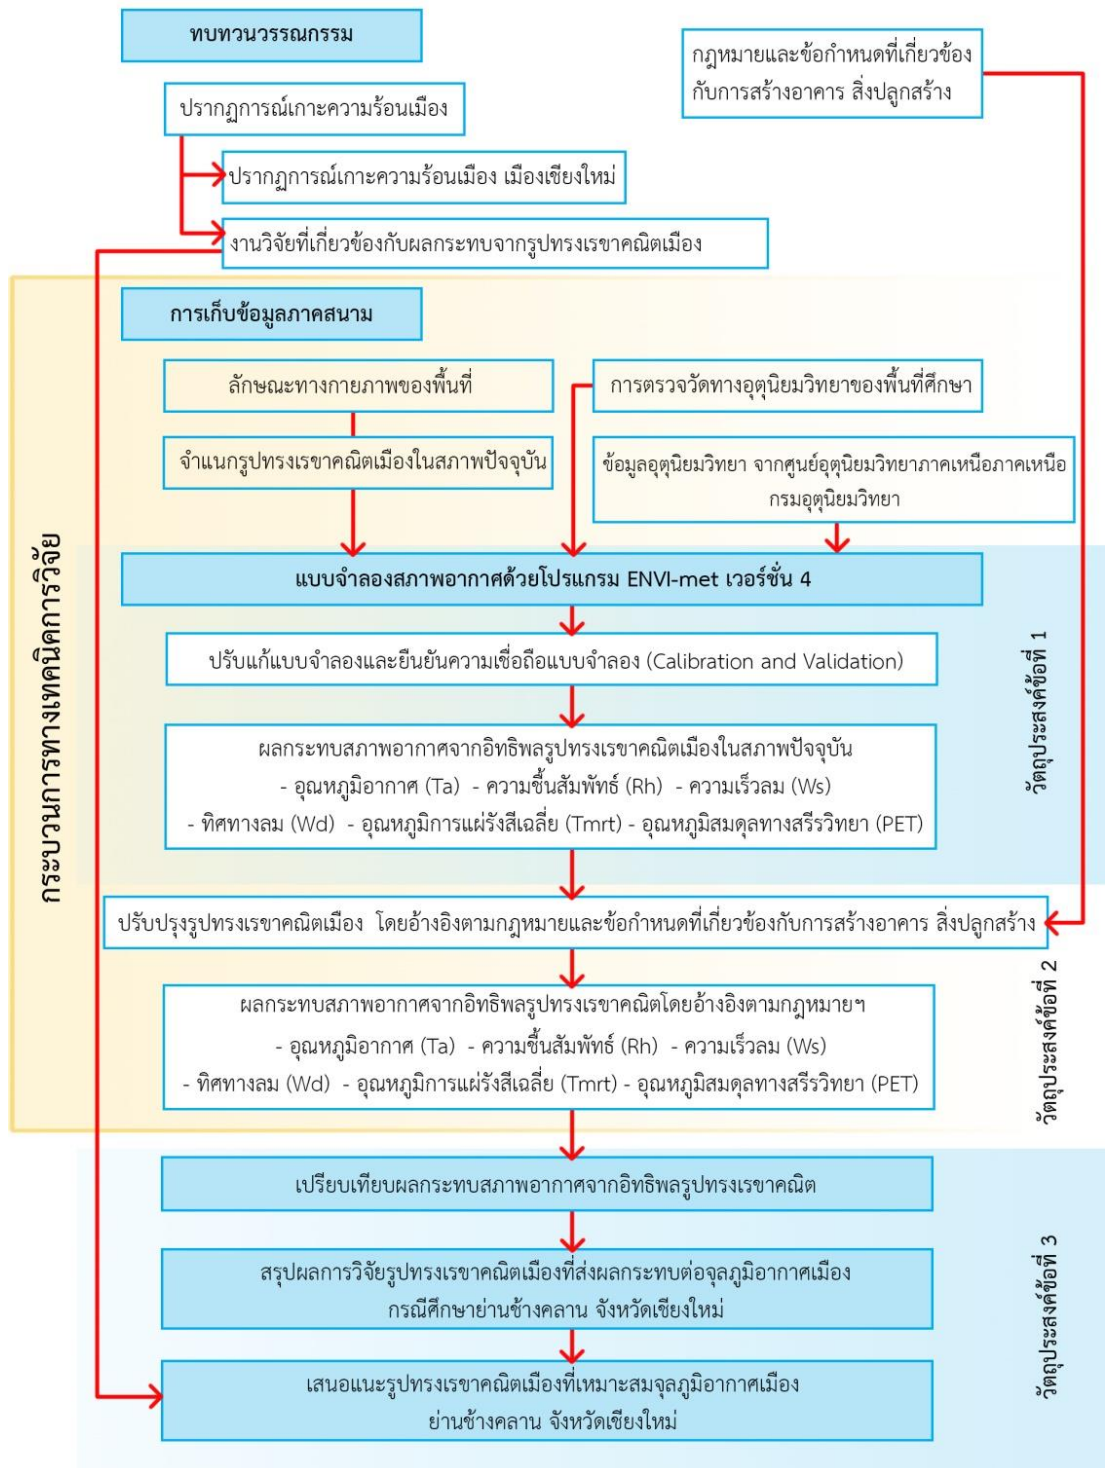 ทบทวนวรรณกรรม
กฎหมายและข้อกำหนดที่เกี่ยวข้อง
กับการสร้างอาคาร สิ่งปลูกสร้าง
ปรากฏการณ์เกาะความร้อนเมือง
ปรากฏการณ์เกาะความร้อนเมือง เมืองเชียงใหม่
งานวิจัยที่เกี่ยวข้องกับผลกระทบจากรูปทรงเรขาคณิตเมือง
กระบวนการทางเทคนิคการวิจัย
การเก็บข้อมูลภาคสนาม
ลักษณะทางกายภาพของพื้นที่
การตรวจวัดทางอุตุนิยมวิทยาของพื้นที่ศึกษา
จำแนกรูปทรงเรขาคณิตเมืองในสภาพปัจจุบัน
ข้อมูลอุตุนิยมวิทยา จากศูนย์อุตุนิยมวิทยาภาคเหนือภาคเหนือ
กรมอุตุนิยมวิทยา
แบบจำลองสภาพอากาศด้วยโปรแกรม ENVI-met เวอร์ชั่น 4
วัตถุประสงค์ข้อที่ 1
ปรับแก้แบบจำลองและยืนยันความเชื่อถือแบบจำลอง (Calibration and Validation)
ผลกระทบสภาพอากาศจากอิทธิพลรูปทรงเรขาคณิตเมืองในสภาพปัจจุบัน
- อุณหภูมิอากาศ (Ta) - ความชื้นสัมพัทธ์ (Rh) - ความเร็วลม (Ws)
- ทิศทางลม (Wd) - อุณหภูมิการแผ่รังสีเฉลี่ย (Tmrt) - อุณหภูมิสมดุลทางสรีรวิทยา (PET)
ปรับปรุงรูปทรงเรขาคณิตเมือง โดยอ้างอิงตามกฎหมายและข้อกำหนดที่เกี่ยวข้องกับการสร้างอาคาร สิ่งปลูกสร้าง
วัตถุประสงค์ข้อที่ 2
ผลกระทบสภาพอากาศจากอิทธิพลรูปทรงเรขาคณิตโดยอ้างอิงตามกฎหมายฯ
- อุณหภูมิอากาศ (Ta) - ความชื้นสัมพัทธ์ (Rh) - ความเร็วลม (Ws)
- ทิศทางลม (Wd) - อุณหภูมิการแผ่รังสีเฉลี่ย (Tmrt) - อุณหภูมิสมดุลทางสรีรวิทยา (PET)
เปรียบเทียบผลกระทบสภาพอากาศจากอิทธิพลรูปทรงเรขาคณิต
วัตถุประสงค์ข้อที่ 3
สรุปผลการวิจัยรูปทรงเรขาคณิตเมืองที่ส่งผลกระทบต่อจุลภูมิอากาศเมือง
กรณีศึกษาย่านช้างคลาน จังหวัดเชียงใหม่
เสนอแนะรูปทรงเรขาคณิตเมืองที่เหมาะสมจุลภูมิอากาศเมือง
ย่านช้างคลาน จังหวัดเชียงใหม่